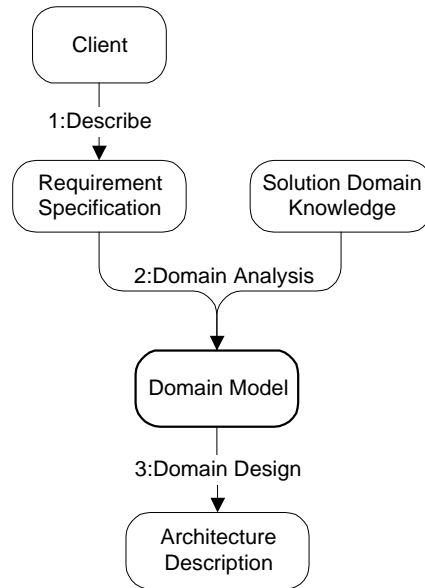 Client
1:Describe
Requirement
Specification
Solution Domain
Knowledge
2:Domain Analysis
Domain Model
3:Domain Design
Architecture
Description